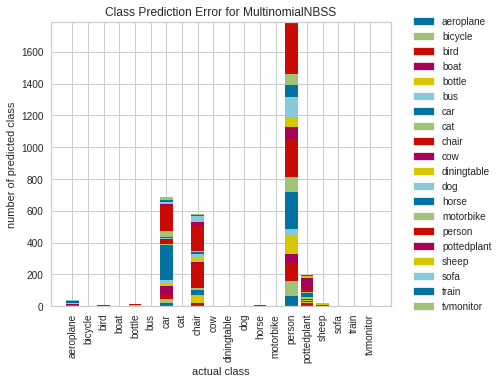 Class Prediction Error for MultinomialNBSS
number of predicted class
1600
1400
1200
1000
800
600
400
200
0
aeroplane
bicycle
bird
boat
bottle
bus
car
cat
chair
cow
diningtable
dog
horse
motorbike
person
pottedplant
sheep
sofa
train
tvmonitor
actual class
aeroplane
bicycle
bird
boat
bottle
bus
car
cat
chair
cow
diningtable
dog
horse
motorbike
person
pottedplant
sheep
sofa
train
tvmonitor